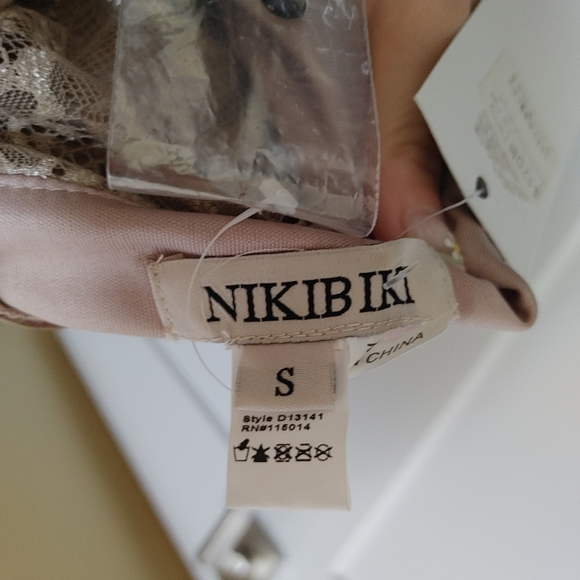 NIKIBIKI
S
CHINA
Style D13141
RN#115014